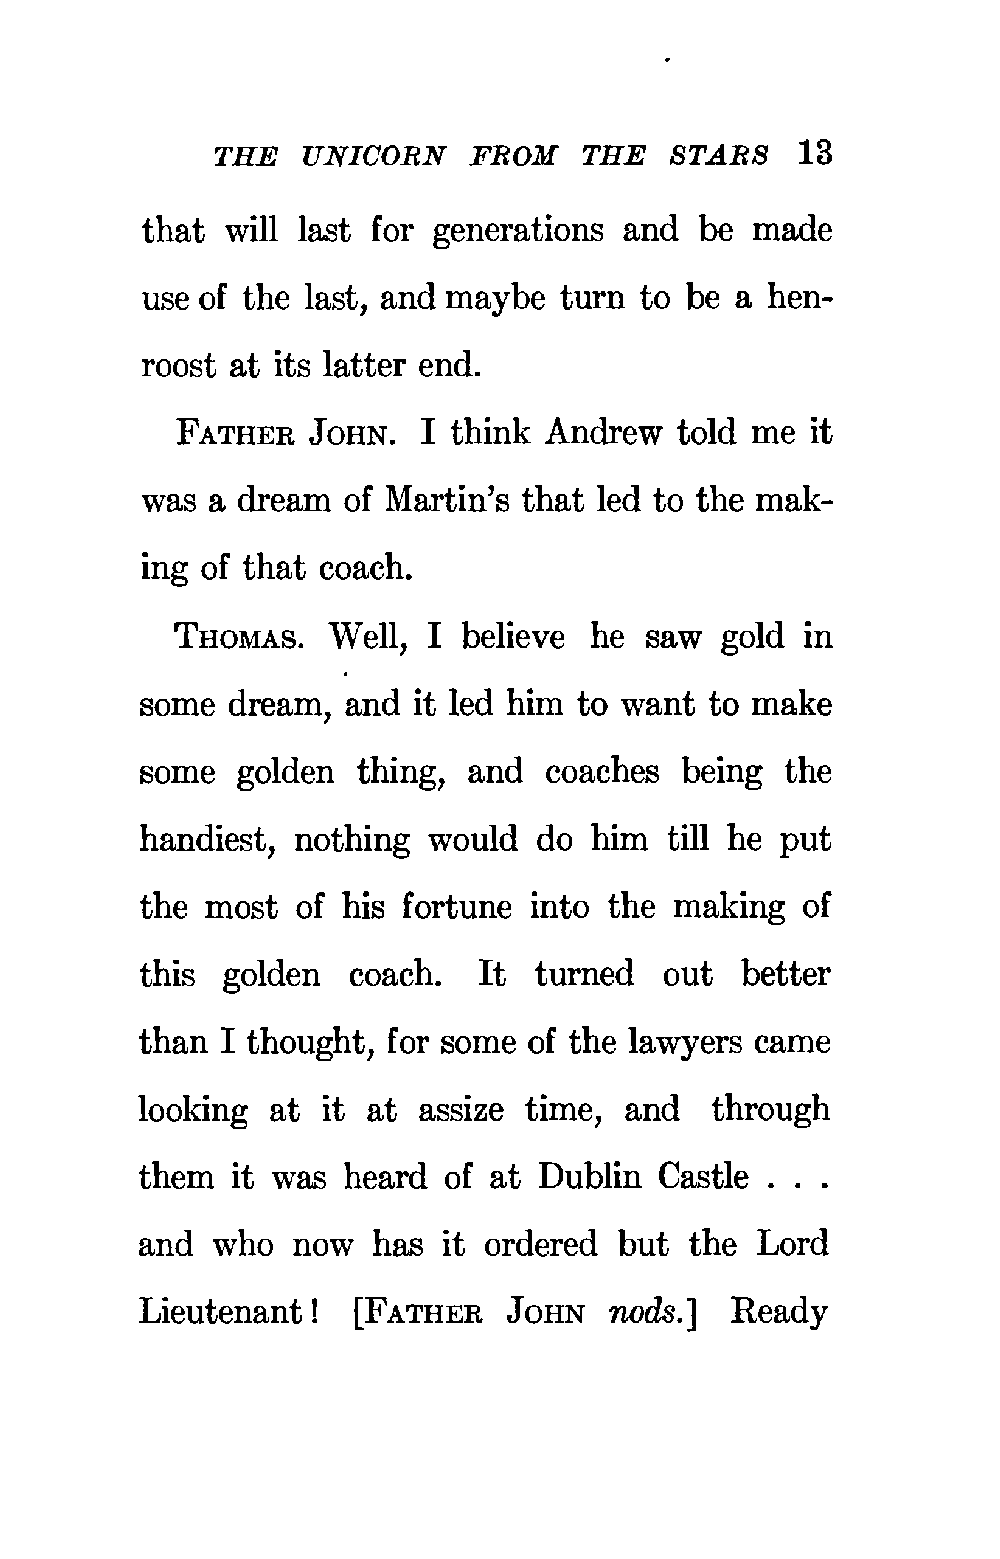 THE UNICORN FROM THE STARS 13
that will last for generations and be made
use of the last, and maybe turn to be a hen-
roost at its latter end.
FATHER JOHN. I think Andrew told me it
was a dream of Martin's that led to the mak-
ing of that coach.
THOMAS. Well, I believe he saw gold in
some dream, and it led him to want to make
some golden thing, and coaches being the
handiest, nothing would do him till he put
the most of his fortune into the making of
this golden coach. It turned out better
than I thought, for some of the lawyers came
looking at it at assize time, and through
them it was heard of at Dublin Castle . . .
and who now has it ordered but the Lord
Lieutenant! [FATHER JOHN nods.] Ready